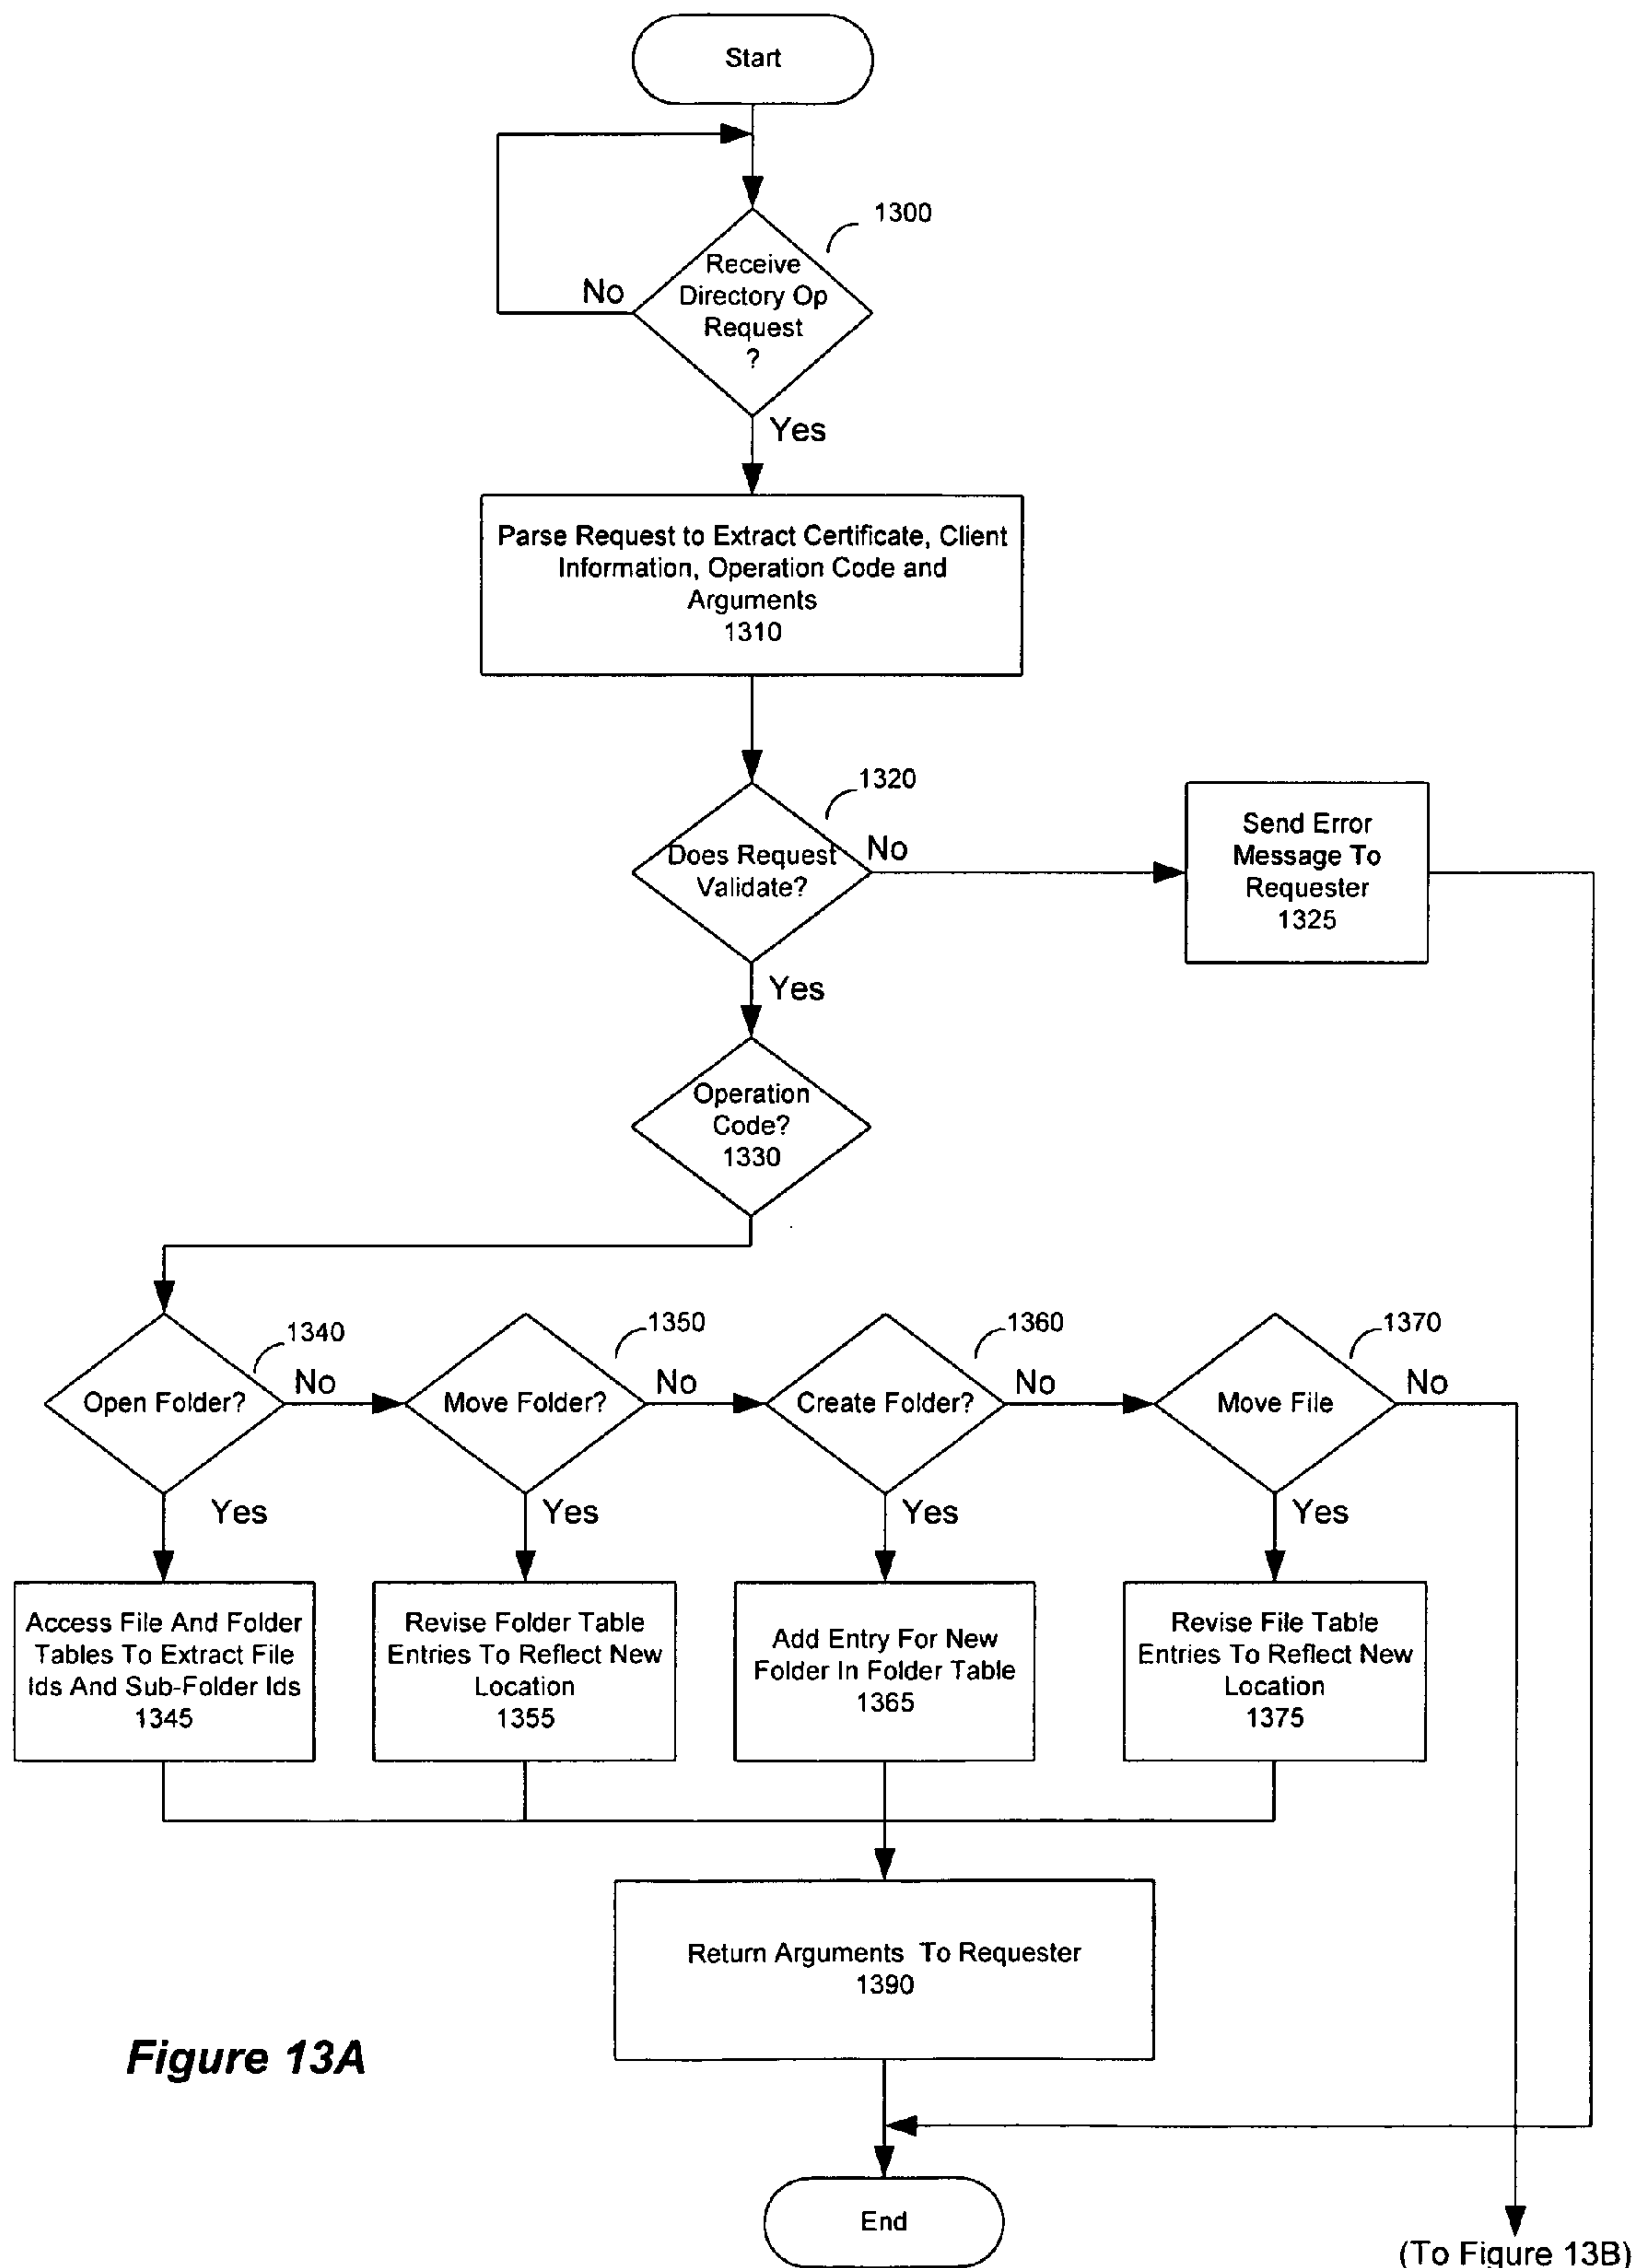 Start
1300
Receive
Directory Op
Request
?
No
Yes
Parse Request to Extract Certificate, Client
Information, Operation Code and
Arguments
1310
1320
Does Request
Validate?
No
Send Error
Message To
Requester
1325
Yes
Operation
Code?
1330
1340
Open Folder?
No
1350
Move Folder?
No
1360
Create Folder?
No
1370
Move File
No
Yes
Yes
Yes
Yes
Access File And Folder
Tables To Extract File
Ids And Sub-Folder Ids
1345
Revise Folder Table
Entries To Reflect New
Location
1355
Add Entry For New
Folder In Folder Table
1365
Revise File Table
Entries To Reflect New
Location
1375
Return Arguments To Requester
1390
Figure 13A
End
(To Figure 13B)